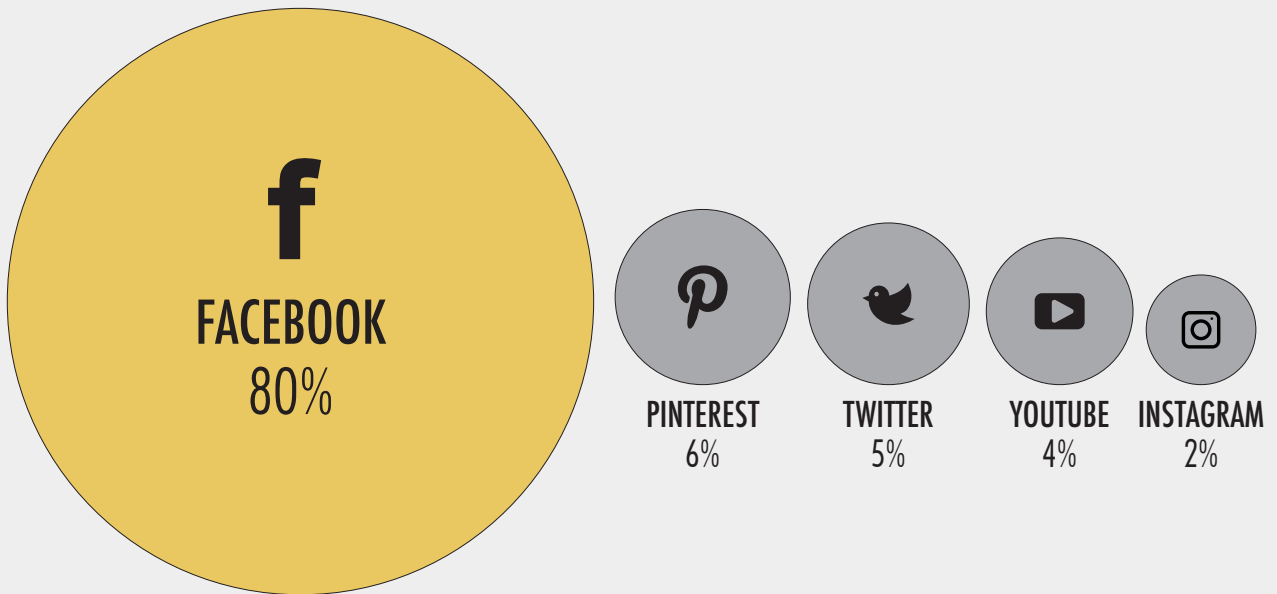 FACEBOOK
80%
PINTEREST
6%
TWITTER
5%
YOUTUBE
4%
INSTAGRAM
2%